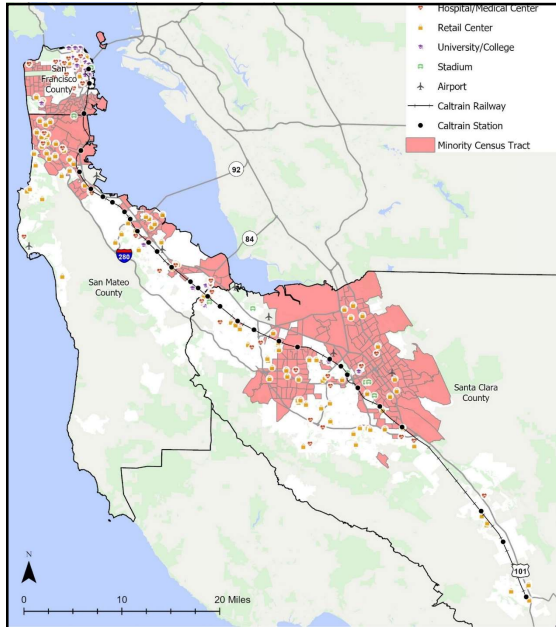 Hospital/Medical Center
Retail Center
University/College
Stadium
Airport
Caltrain Railway
Caltrain Station
Minority Census Tract
San
Francisco
County
92
84
280
San Mateo
County
Santa Clara
County
101
N
0 10 20 Miles